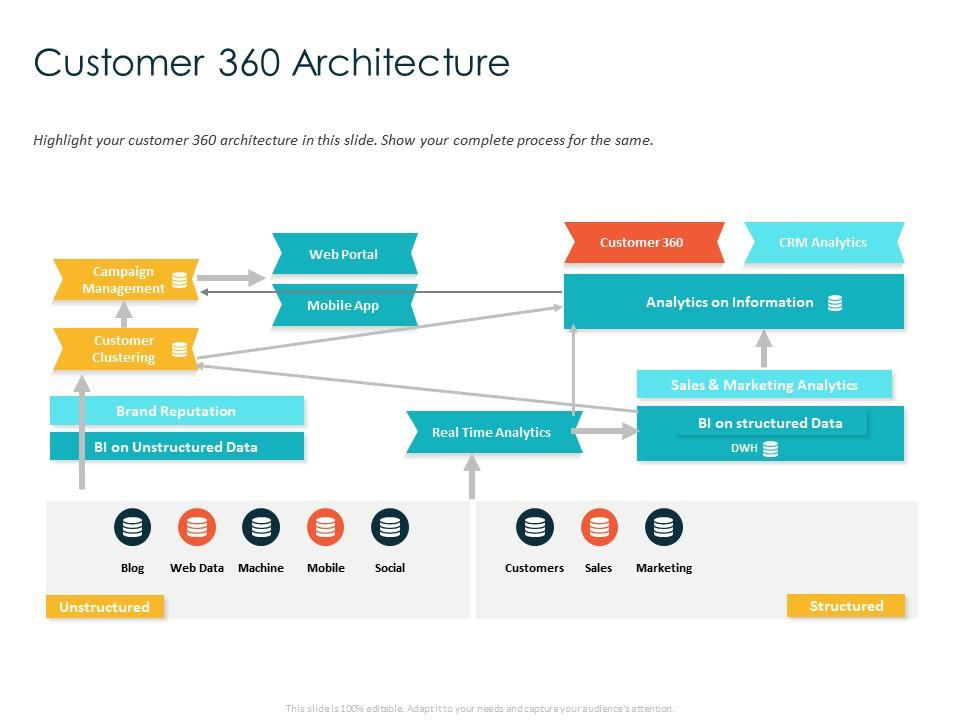 Customer 360 Architecture
Highlight your customer 360 architecture in this slide. Show your complete process for the same.
Customer 360
CRM Analytics
Web Portal
Campaign
Management
Mobile App
Analytics on Information
Customer
Clustering
Sales & Marketing Analytics
Brand Reputation
BI on structured Data
Real Time Analytics
BI on Unstructured Data
DWH
Blog
Web Data
Machine
Mobile
Social
Customers
Sales
Marketing
Unstructured
Structured
This slide is 100% editable. Adapt it to your needs and capture your audience's attention.